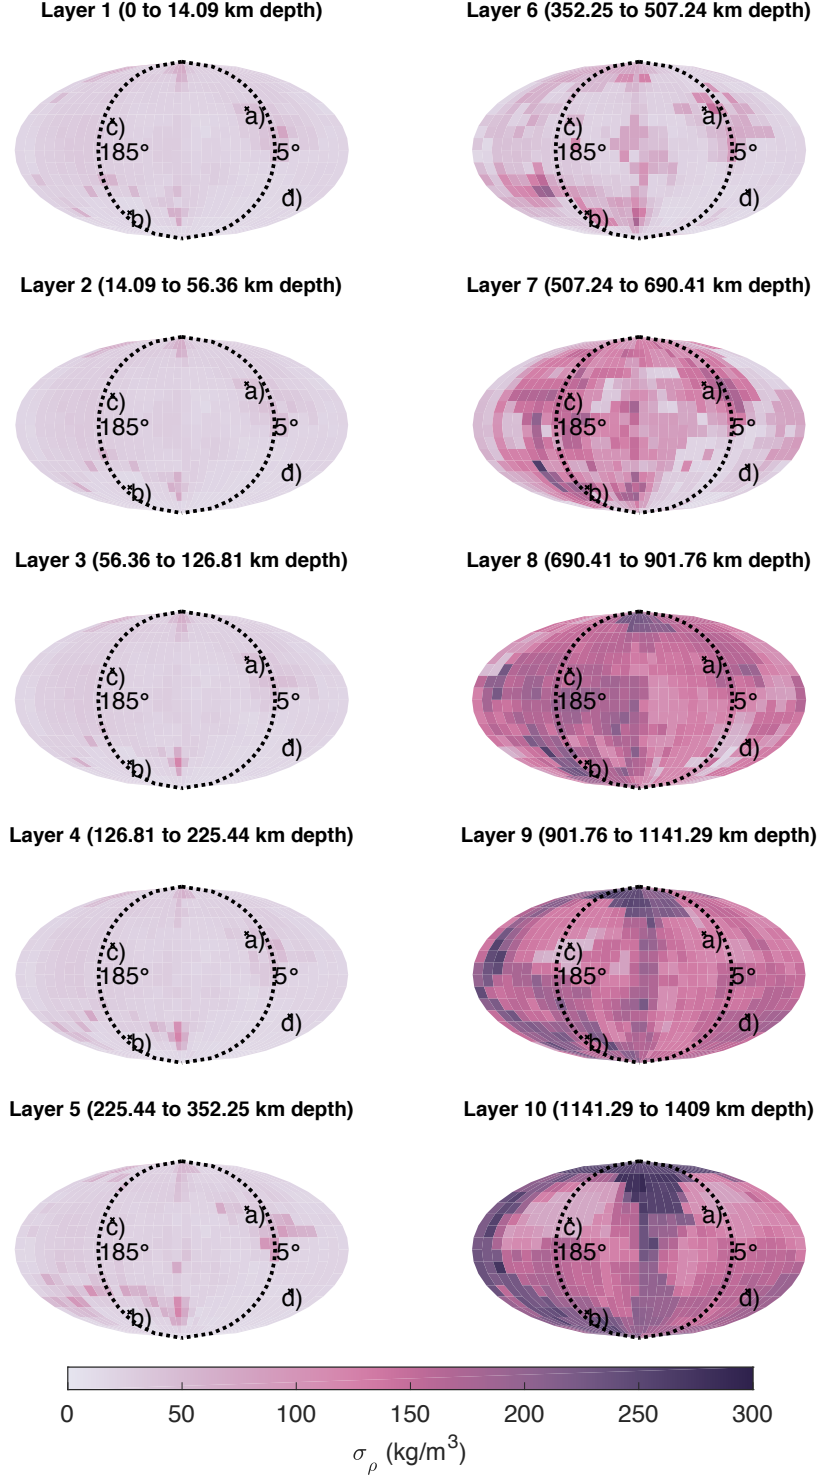 Layer 1 (0 to 14.09 km depth)
a)
c)
185°
5°
d)
b)
Layer 2 (14.09 to 56.36 km depth)
a)
c)
185°
5°
d)
b)
Layer 3 (56.36 to 126.81 km depth)
a)
c)
185°
5°
d)
b)
Layer 4 (126.81 to 225.44 km depth)
a)
c)
185°
5°
d)
b)
Layer 5 (225.44 to 352.25 km depth)
a)
c)
185°
5°
d)
b)
Layer 6 (352.25 to 507.24 km depth)
a)
c)
185°
5°
d)
b)
Layer 7 (507.24 to 690.41 km depth)
a)
c)
185°
5°
d)
b)
Layer 8 (690.41 to 901.76 km depth)
a)
c)
185°
5°
d)
b)
Layer 9 (901.76 to 1141.29 km depth)
a)
c)
185°
5°
d)
b)
Layer 10 (1141.29 to 1409 km depth)
a)
c)
185°
5°
d)
b)
0 50 100 150 200 250 300
σρ (kg/m³)